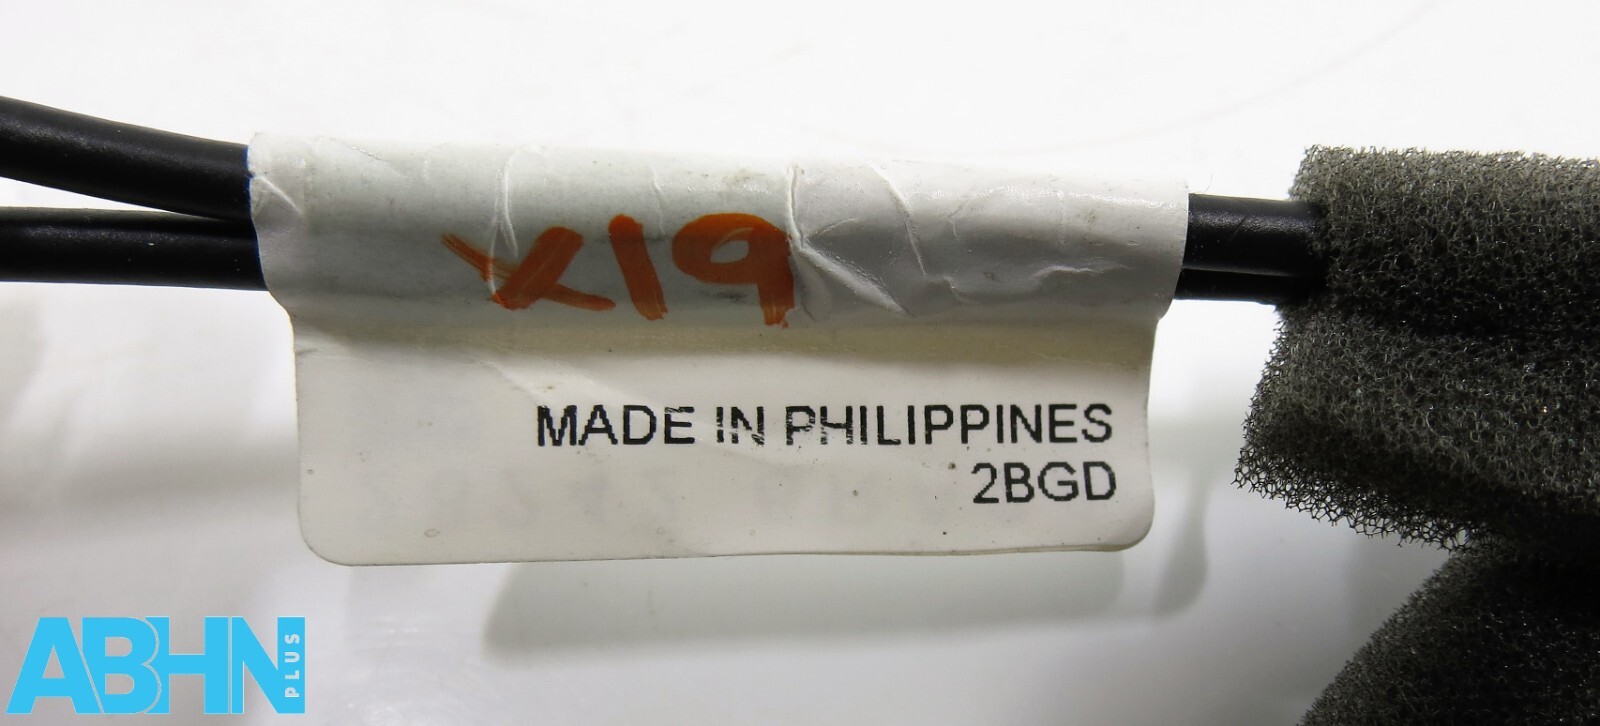 X19
MADE IN PHILIPPINES
2BGD
ABHN PLUS